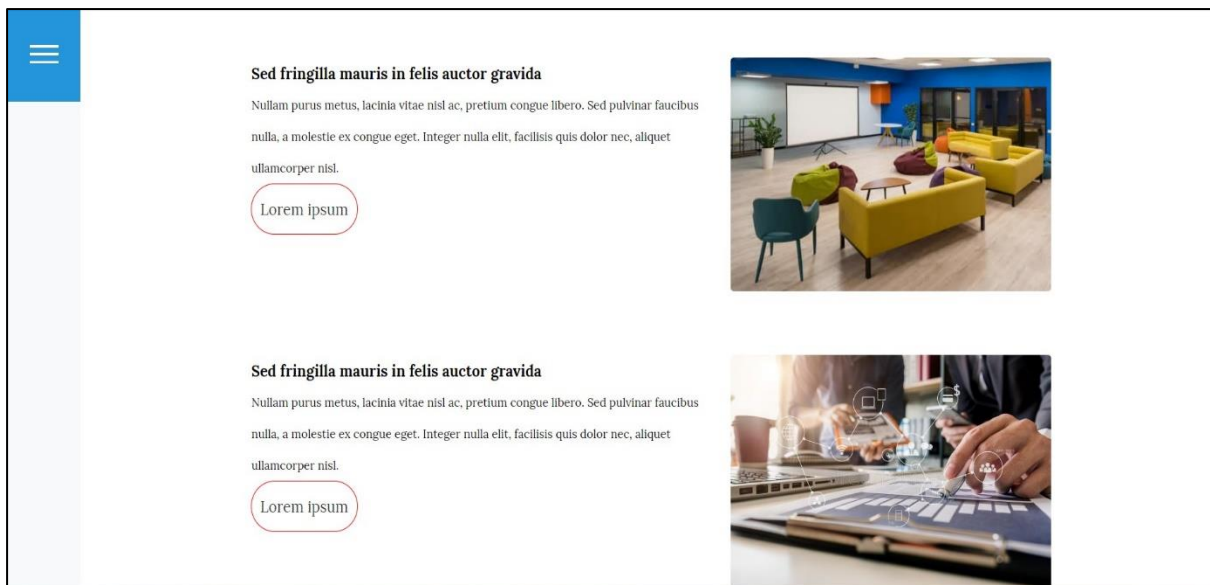 Sed fringilla mauris in felis auctor gravida
Nullam purus metus, lacinia vitae nisl ac, pretium congue libero. Sed pulvinar faucibus
nulla, a molestie ex congue eget. Integer nulla elit, facilisis quis dolor nec, aliquet
ullamcorper nisl.
Lorem ipsum
Sed fringilla mauris in felis auctor gravida
Nullam purus metus, lacinia vitae nisl ac, pretium congue libero. Sed pulvinar faucibus
nulla, a molestie ex congue eget. Integer nulla elit, facilisis quis dolor nec, aliquet
ullamcorper nisl.
Lorem ipsum
$